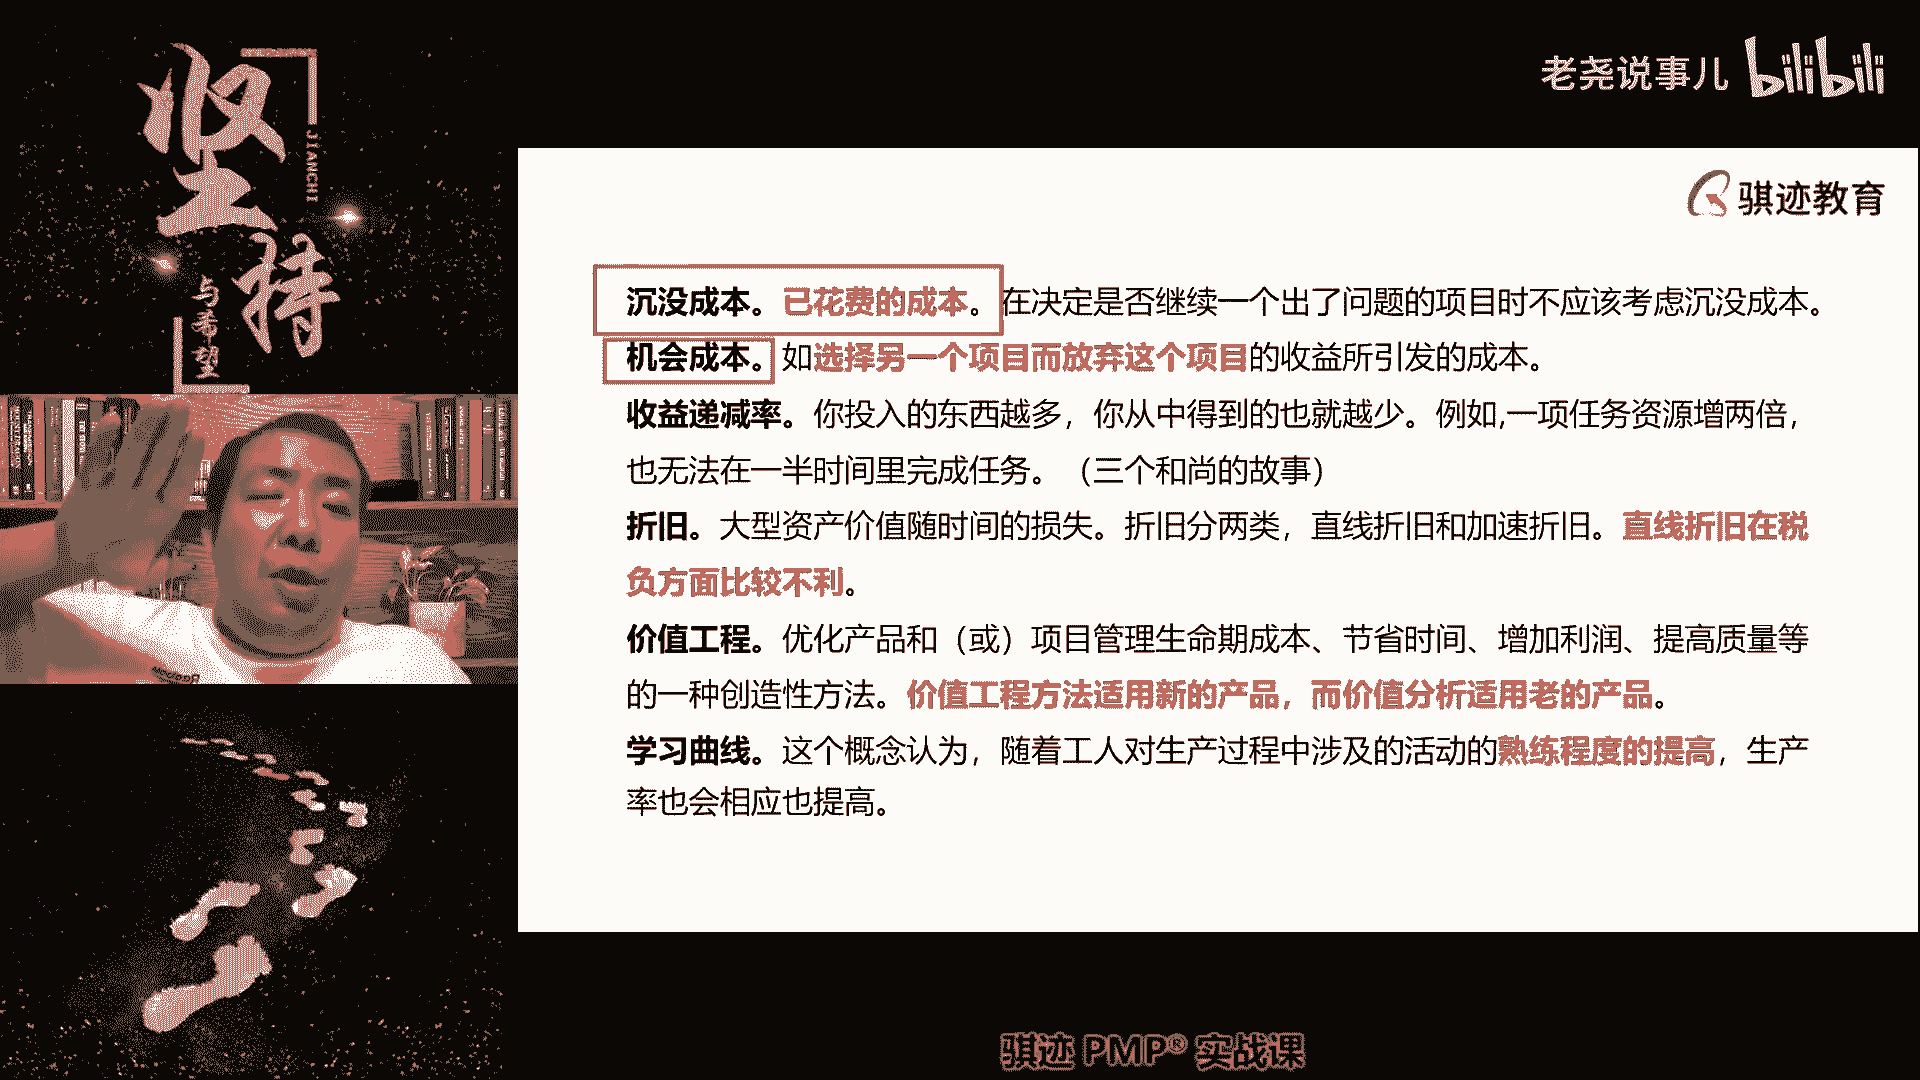 坚持
JIANCHI
与希望
老尧说事儿 bilibili
骐迹教育
沉没成本。已花费的成本。在决定是否继续一个出了问题的项目时不应该考虑沉没成本。
机会成本。如选择另一个项目而放弃这个项目的收益所引发的成本。
收益递减率。你投入的东西越多，你从中得到的也就越少。例如,一项任务资源增两倍，
也无法在一半时间里完成任务。（三个和尚的故事）
折旧。大型资产价值随时间的损失。折旧分两类，直线折旧和加速折旧。直线折旧在税
负方面比较不利。
价值工程。优化产品和（或）项目管理生命期成本、节省时间、增加利润、提高质量等
的一种创造性方法。价值工程方法适用新的产品，而价值分析适用老的产品。
学习曲线。这个概念认为，随着工人对生产过程中涉及的活动的熟练程度的提高，生产
率也会相应也提高。
骐迹 PMP® 实战课